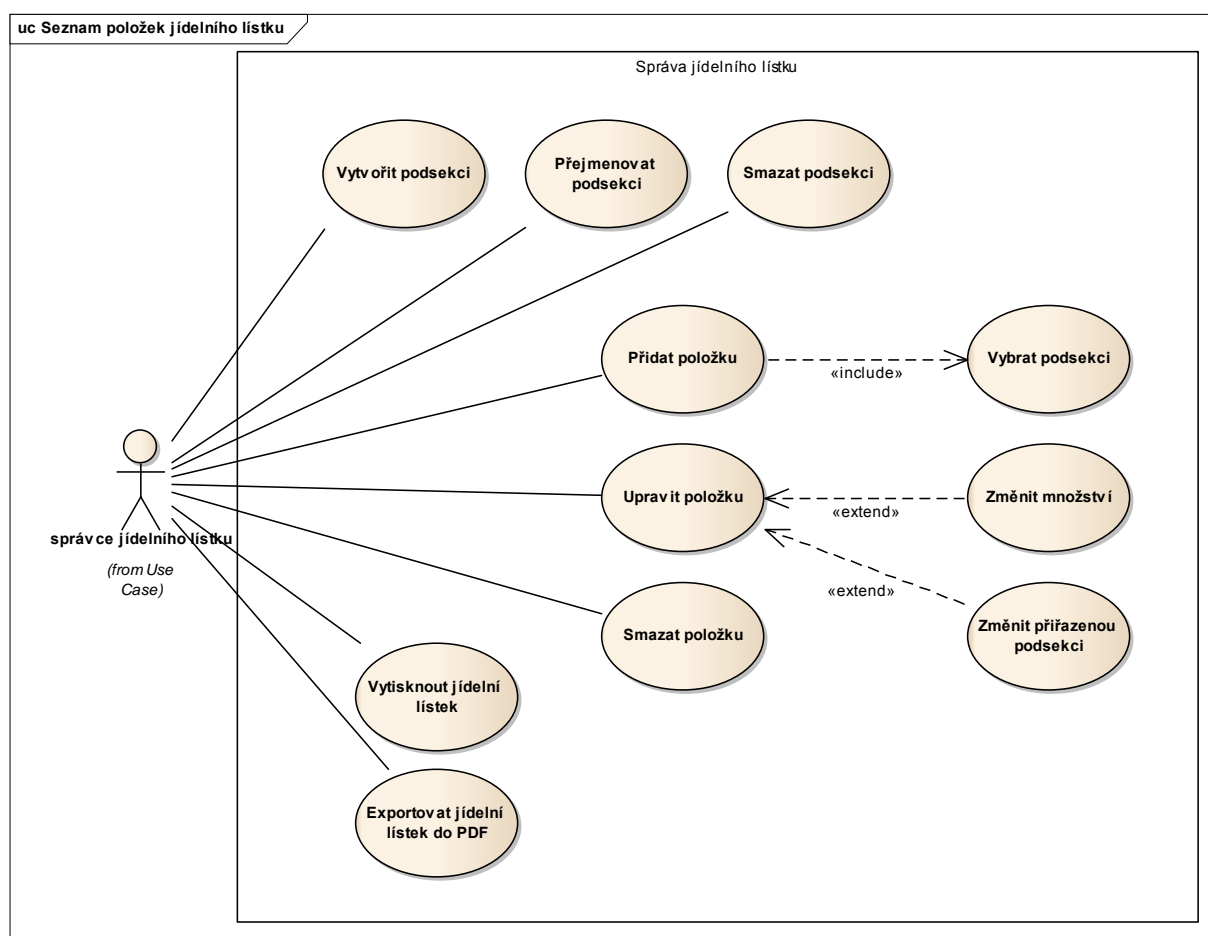 uc Seznam položek jídelního lístku
Správa jídelního lístku
Vytvořit podsekci
Přejmenovat
podsekci
Smazat podsekci
Přidat položku
«include»
Vybrat podsekci
Upravit položku
«extend»
Změnit množství
správce jídelního lístku
(from Use
Case)
«extend»
Smazat položku
Změnit přiřazenou
podsekci
Vytisknout jídelní
lístek
Exportovat jídelní
lístek do PDF